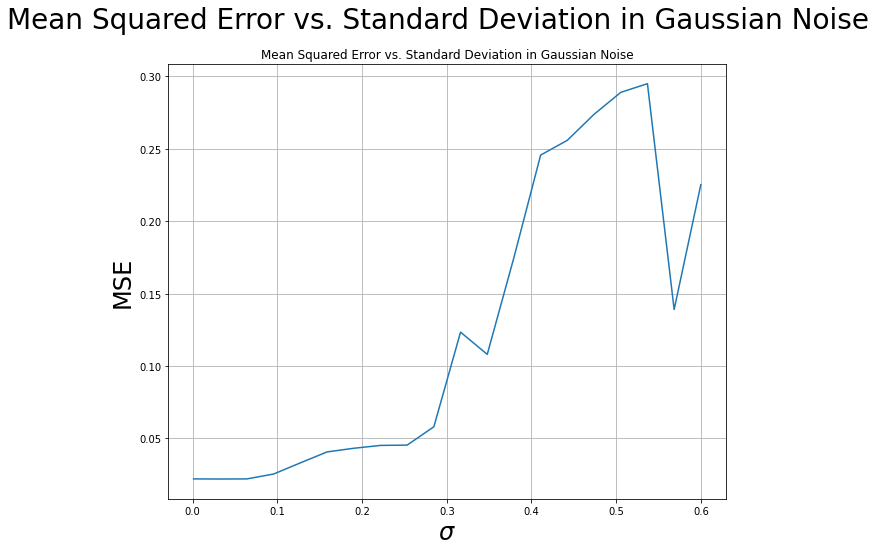 Mean Squared Error vs. Standard Deviation in Gaussian Noise
Mean Squared Error vs. Standard Deviation in Gaussian Noise
0.30
0.25
0.20
0.15
0.10
0.05
MSE
0.0 0.1 0.2 0.3 0.4 0.5 0.6
σ